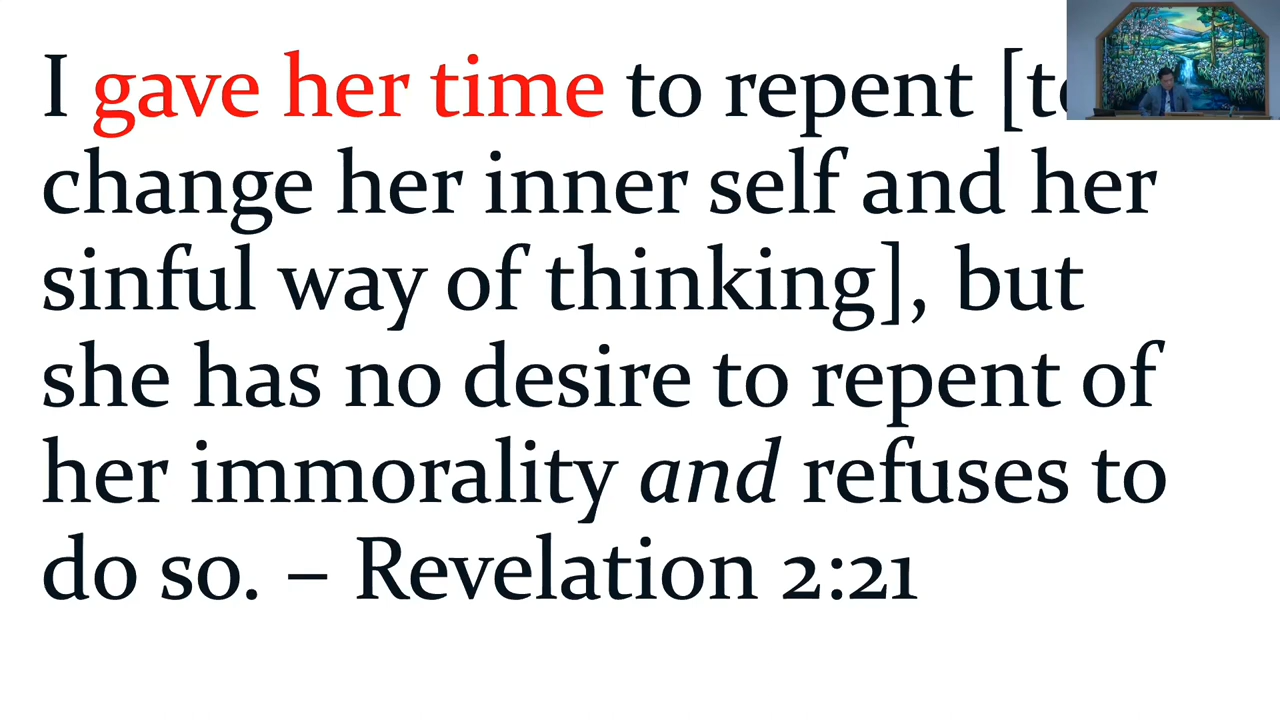 I gave her time to repent [to
change her inner self and her
sinful way of thinking], but
she has no desire to repent of
her immorality and refuses to
do so. – Revelation 2:21